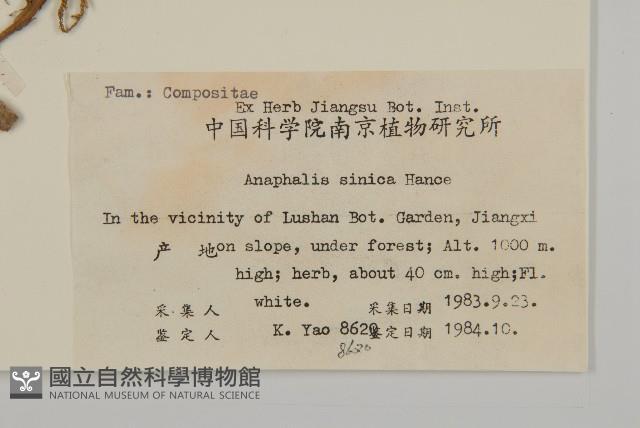 Fam.: Compositae
Ex Herb Jiangsu Bot. Inst.
中国科学院南京植物研究所
Anaphalis sinica Hance
In the vicinity of Lushan Bot. Garden, Jiangxi
产 地 on slope, under forest; Alt. 1000 m.
high; herb, about 40 cm. high;Fl.
采 集 人 white. 采集日期 1983.9.23.
鉴 定 人 K. Yao 8620 鉴定日期 1984.10.
8620
國立自然科學博物館
NATIONAL MUSEUM OF NATURAL SCIENCE